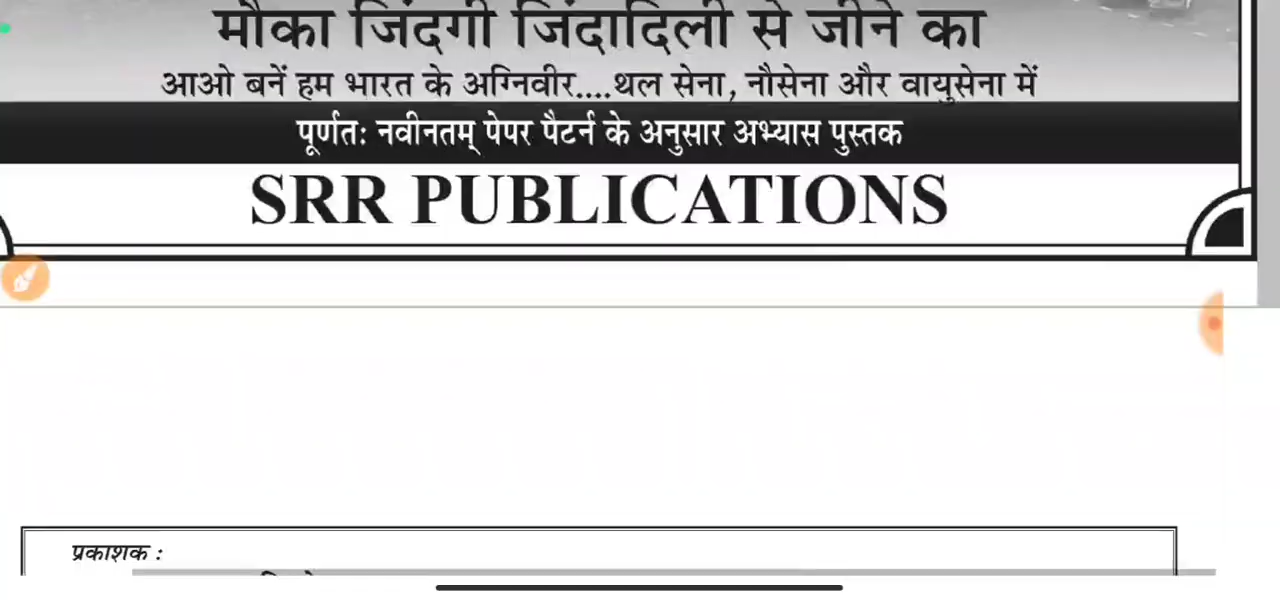 मौका जिंदगी जिंदादिली से जीने का
आओ बनें हम भारत के अग्निवीर....थल सेना, नौसेना और वायुसेना में
पूर्णतः नवीनतम् पेपर पैटर्न के अनुसार अभ्यास पुस्तक
SRR PUBLICATIONS
प्रकाशक :